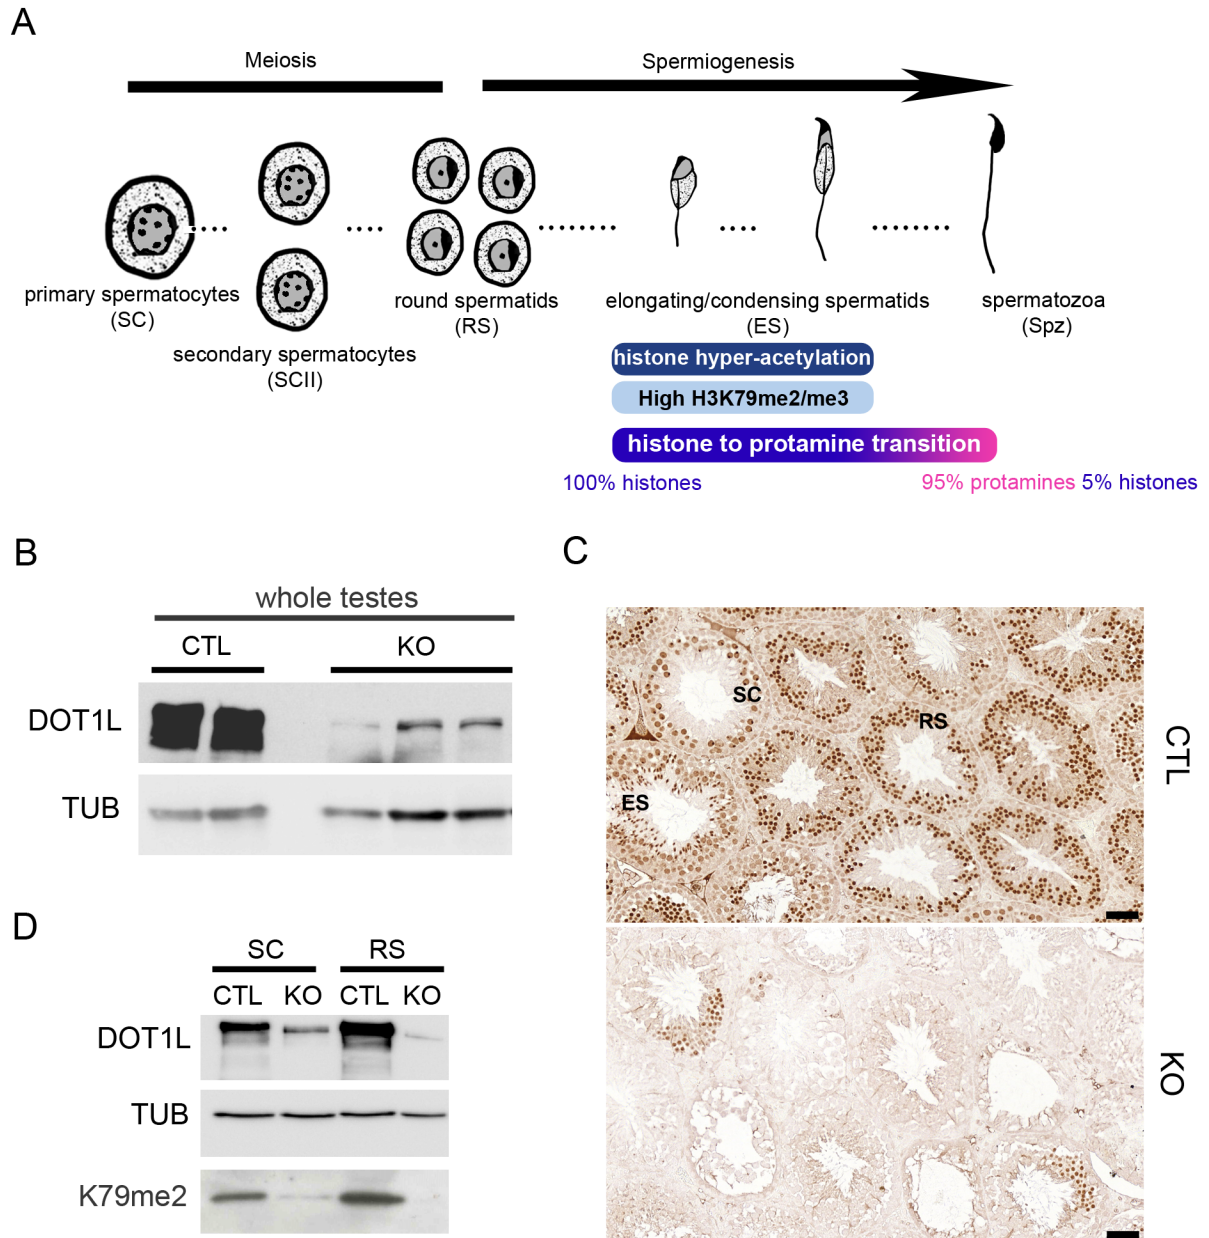 A
Meiosis
Spermiogenesis
primary spermatocytes
(SC)
secondary spermatocytes
(SCII)
round spermatids
(RS)
elongating/condensing spermatids
(ES)
spermatozoa
(Spz)
histone hyper-acetylation
High H3K79me2/me3
histone to protamine transition
100% histones
95% protamines 5% histones
B
whole testes
CTL
KO
DOT1L
TUB
C
SC
RS
ES
CTL
KO
D
SC
RS
CTL
KO
CTL
KO
DOT1L
TUB
K79me2